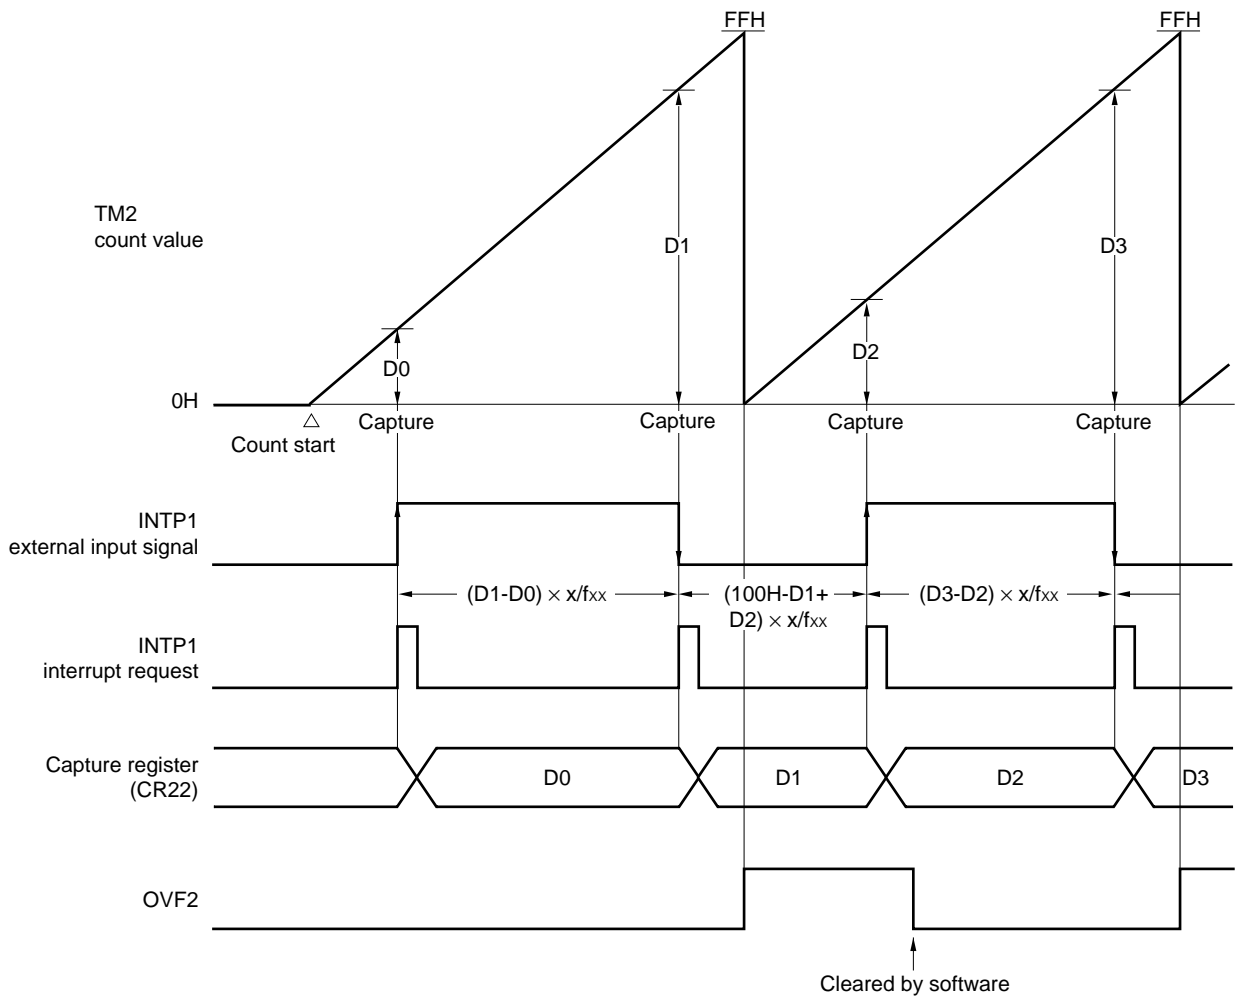 FFH
FFH
TM2
count value
D1
D3
D0
D2
0H
Capture
Capture
Capture
Capture
△
Count start
INTP1
external input signal
(D1-D0) × x/fxx
(100H-D1+
D2) × x/fxx
(D3-D2) × x/fxx
INTP1
interrupt request
Capture register
(CR22)
D0
D1
D2
D3
OVF2
Cleared by software